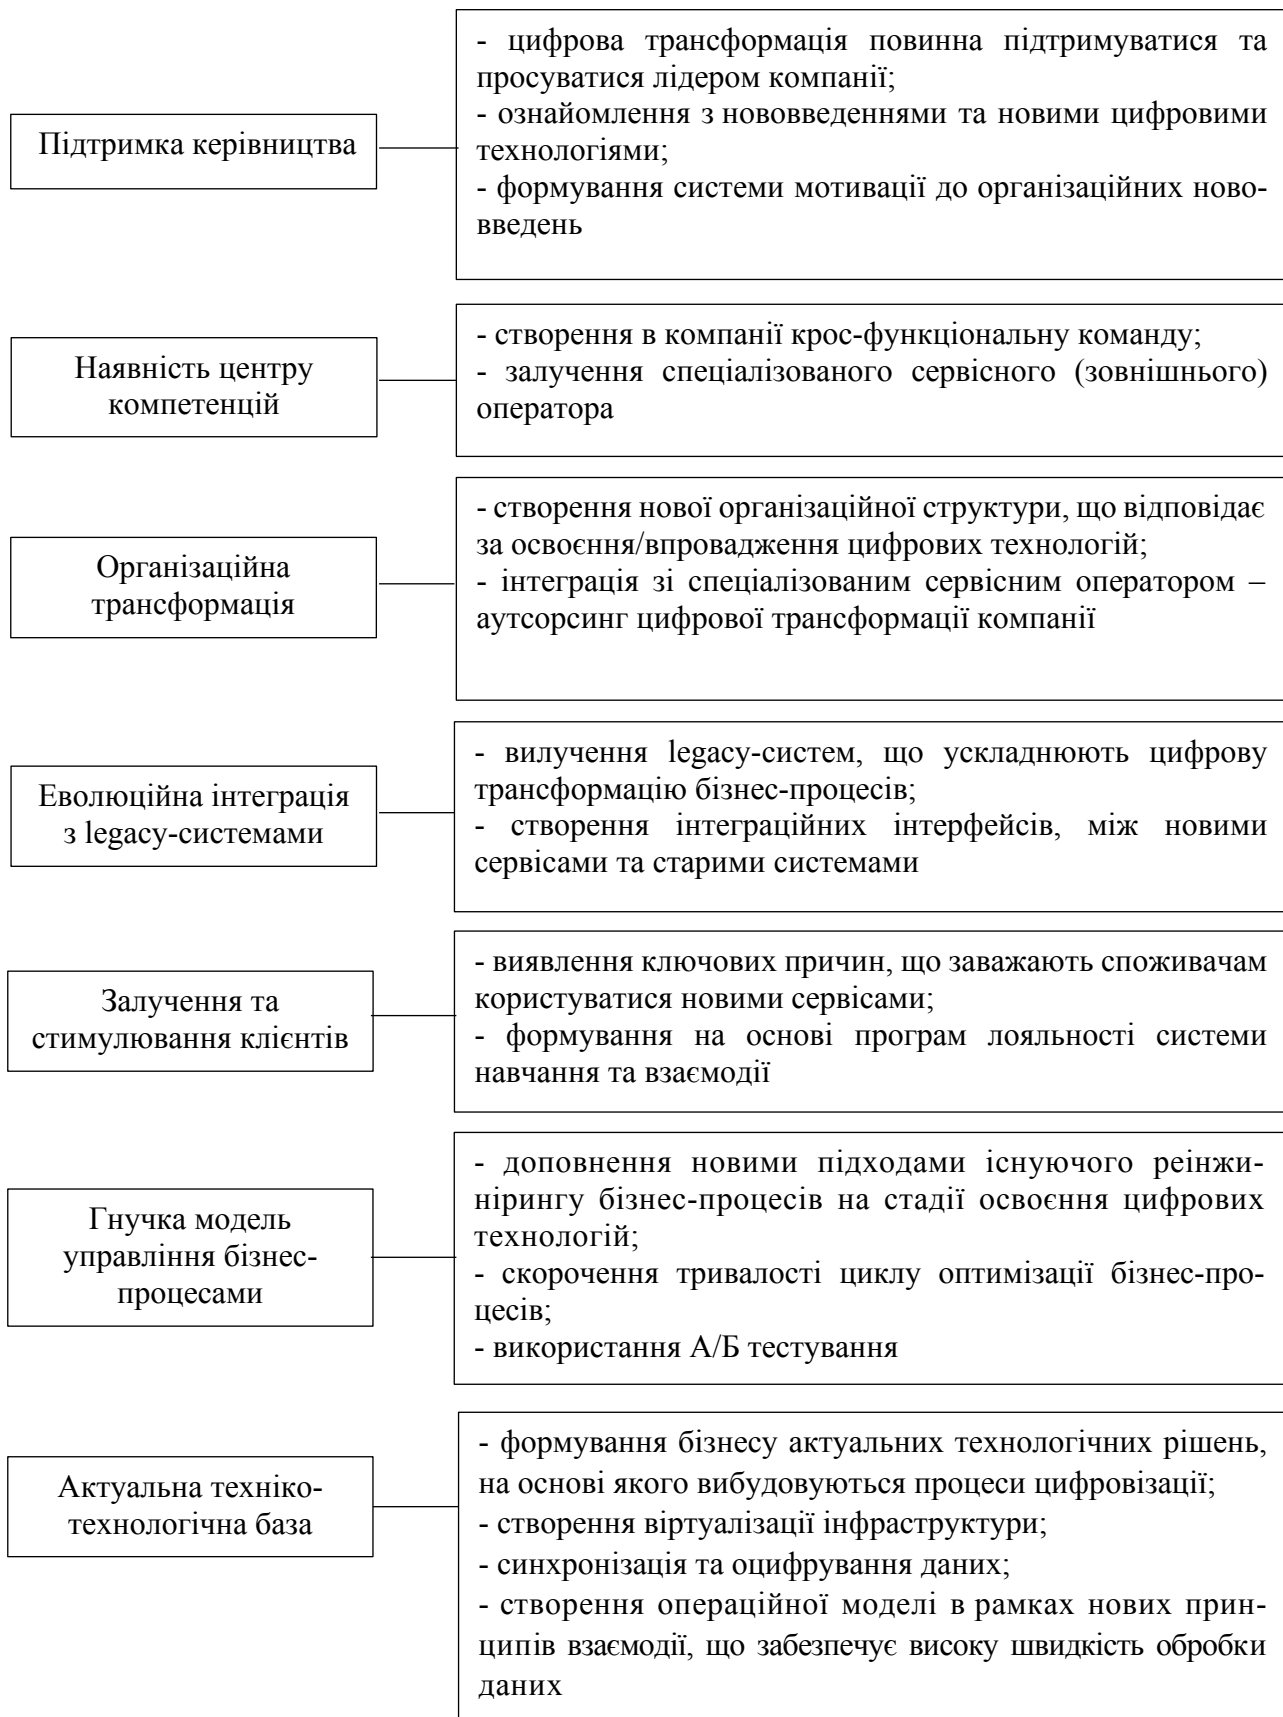 Підтримка керівництва
- цифрова трансформація повинна підтримуватися та
просуватися лідером компанії;
- ознайомлення з нововведеннями та новими цифровими
технологіями;
- формування системи мотивації до організаційних ново-
введень
Наявність центру
компетенцій
- створення в компанії крос-функціональну команду;
- залучення спеціалізованого сервісного (зовнішнього)
оператора
Організаційна
трансформація
- створення нової організаційної структури, що відповідає
за освоєння/впровадження цифрових технологій;
- інтеграція зі спеціалізованим сервісним оператором –
аутсорсинг цифрової трансформації компанії
Еволюційна інтеграція
з legacy-системами
- вилучення legacy-систем, що ускладнюють цифрову
трансформацію бізнес-процесів;
- створення інтеграційних інтерфейсів, між новими
сервісами та старими системами
Залучення та
стимулювання клієнтів
- виявлення ключових причин, що заважають споживачам
користуватися новими сервісами;
- формування на основі програм лояльності системи
навчання та взаємодії
Гнучка модель
управління бізнес-
процесами
- доповнення новими підходами існуючого реінжи-
нірингу бізнес-процесів на стадії освоєння цифрових
технологій;
- скорочення тривалості циклу оптимізації бізнес-про-
цесів;
- використання А/Б тестування
Актуальна техніко-
технологічна база
- формування бізнесу актуальних технологічних рішень,
на основі якого вибудовуються процеси цифровізації;
- створення віртуалізації інфраструктури;
- синхронізація та оцифрування даних;
- створення операційної моделі в рамках нових прин-
ципів взаємодії, що забезпечує високу швидкість обробки
даних